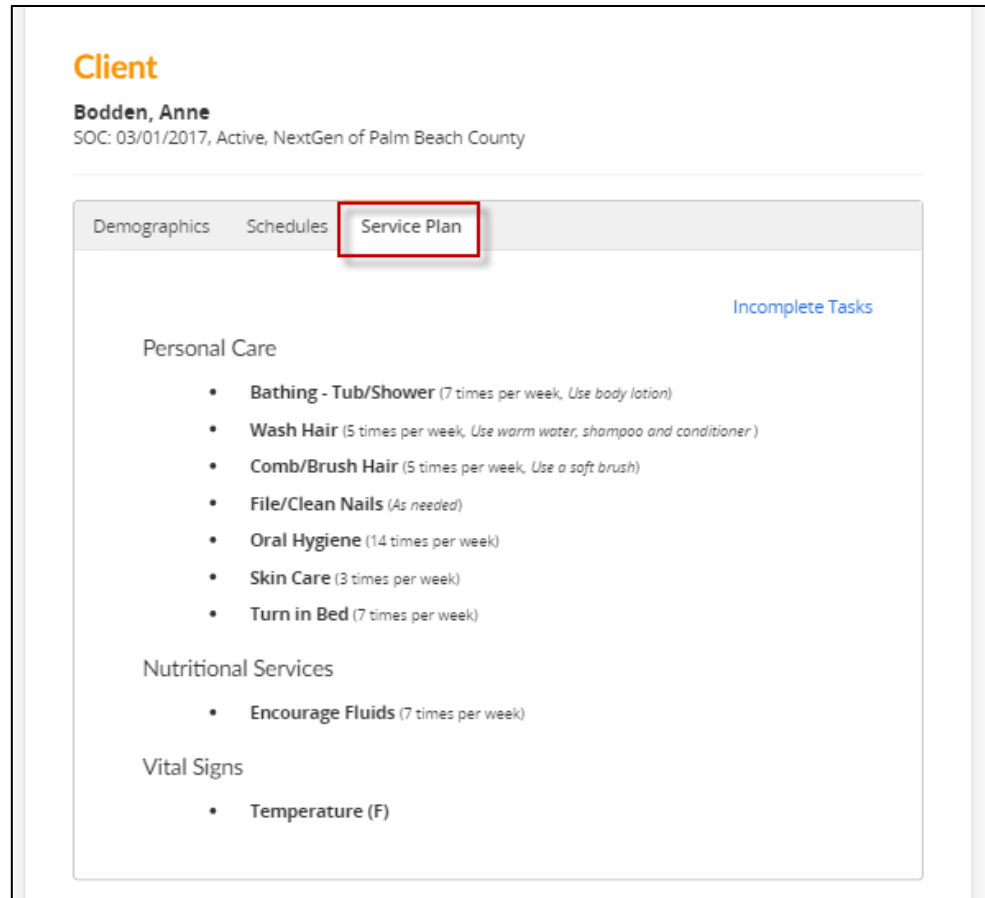 Client
Bodden, Anne
SOC: 03/01/2017, Active, NextGen of Palm Beach County
Demographics Schedules Service Plan
Incomplete Tasks
Personal Care
• Bathing - Tub/Shower (7 times per week, Use body lotion)
• Wash Hair (5 times per week, Use warm water, shampoo and conditioner )
• Comb/Brush Hair (5 times per week, Use a soft brush)
• File/Clean Nails (As needed)
• Oral Hygiene (14 times per week)
• Skin Care (3 times per week)
• Turn in Bed (7 times per week)
Nutritional Services
• Encourage Fluids (7 times per week)
Vital Signs
• Temperature (F)